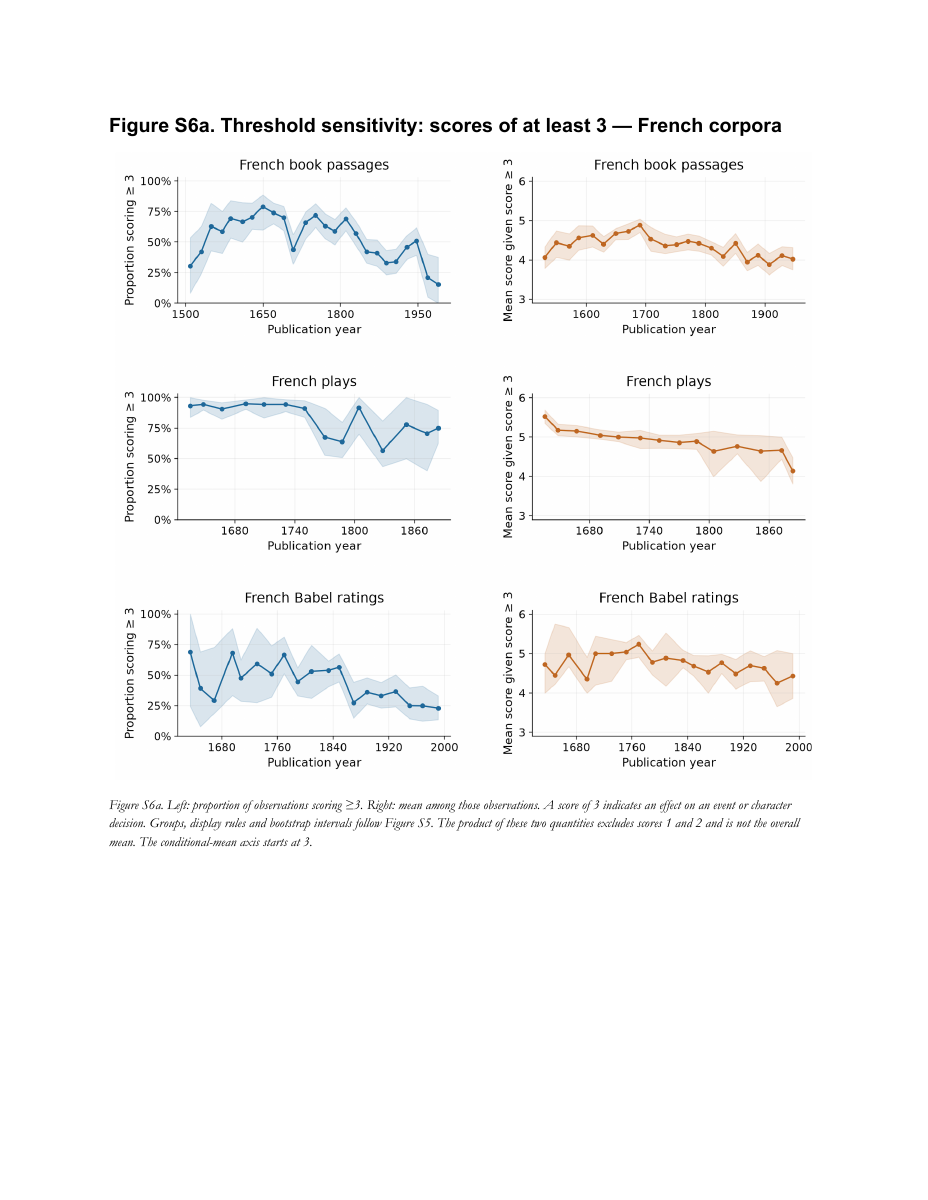 Figure S6a. Threshold sensitivity: scores of at least 3 — French corpora
French book passages
Proportion scoring ≥ 3
100%
75%
50%
25%
0%
1500 1650 1800 1950
Publication year
French book passages
Mean score given score ≥ 3
6
5
4
3
1600 1700 1800 1900
Publication year
French plays
Proportion scoring ≥ 3
100%
75%
50%
25%
0%
1680 1740 1800 1860
Publication year
French plays
Mean score given score ≥ 3
6
5
4
3
1680 1740 1800 1860
Publication year
French Babel ratings
Proportion scoring ≥ 3
100%
75%
50%
25%
0%
1680 1760 1840 1920 2000
Publication year
French Babel ratings
Mean score given score ≥ 3
6
5
4
3
1680 1760 1840 1920 2000
Publication year
Figure S6a. Left: proportion of observations scoring ≥3. Right: mean among those observations. A score of 3 indicates an effect on an event or character
decision. Groups, display rules and bootstrap intervals follow Figure S5. The product of these two quantities excludes scores 1 and 2 and is not the overall
mean. The conditional-mean axis starts at 3.